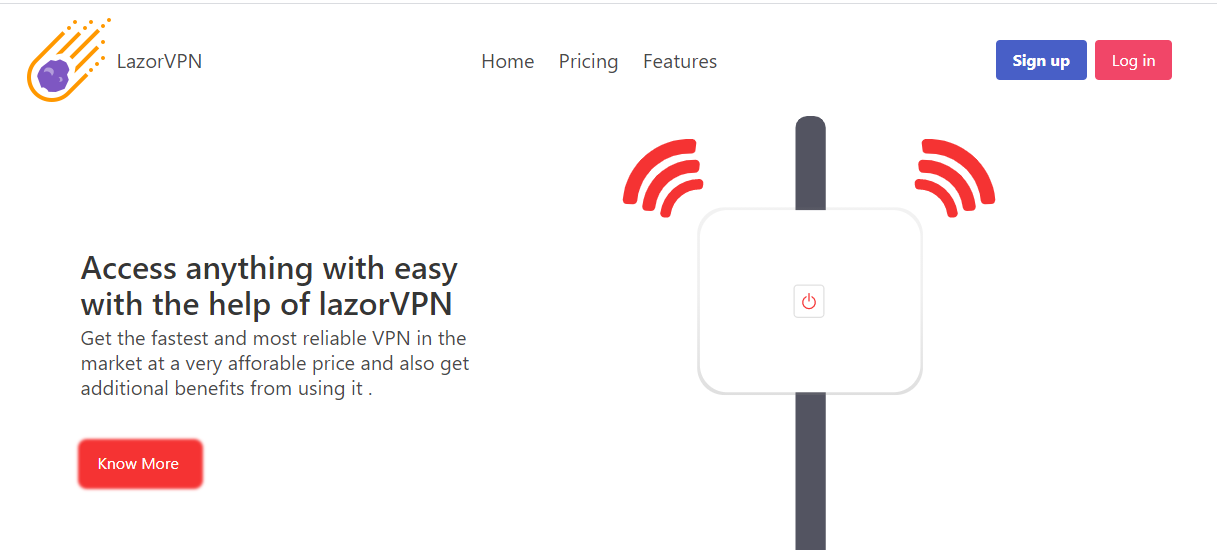 LazorVPN
Home
Pricing
Features
Sign up
Log in
Access anything with easy
with the help of lazorVPN
Get the fastest and most reliable VPN in the
market at a very afforable price and also get
additional benefits from using it .
Know More